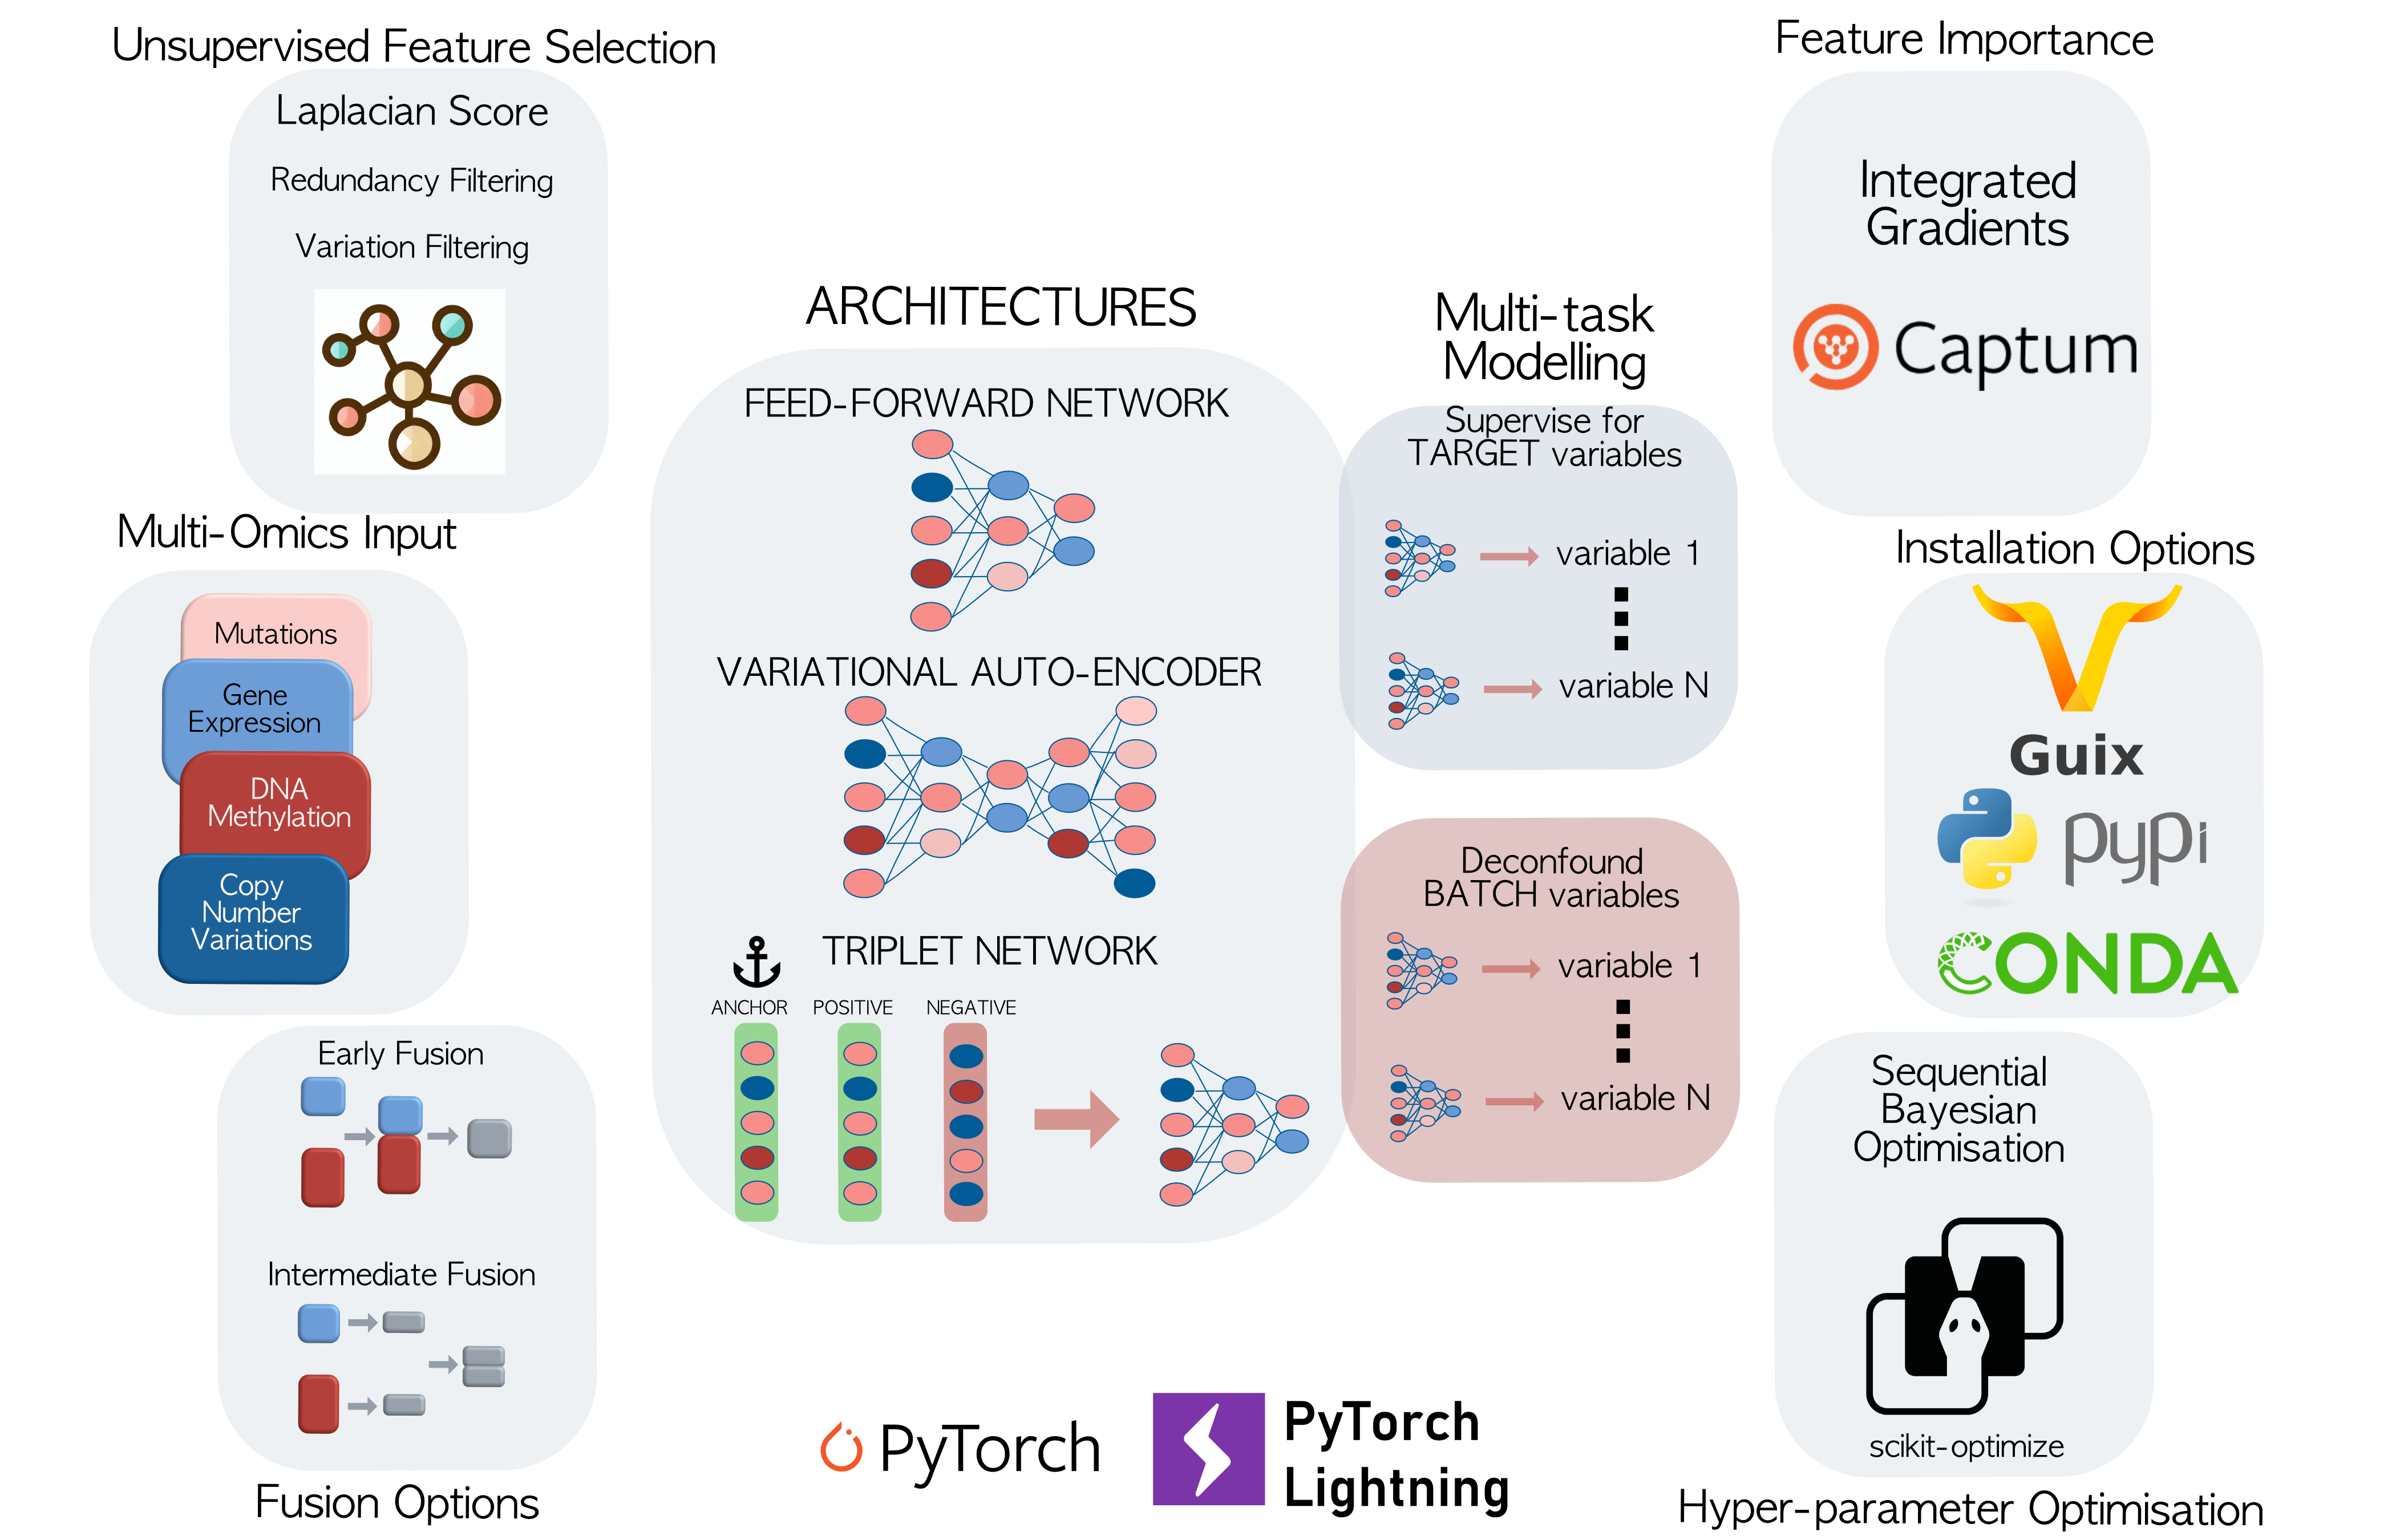 Unsupervised Feature Selection
Laplacian Score
Redundancy Filtering
Variation Filtering
Multi-Omics Input
Mutations
Gene
Expression
DNA
Methylation
Copy
Number
Variations
Early Fusion
Intermediate Fusion
Fusion Options
ARCHITECTURES
FEED-FORWARD NETWORK
VARIATIONAL AUTO-ENCODER
TRIPLET NETWORK
ANCHOR
POSITIVE
NEGATIVE
PyTorch
PyTorch
Lightning
Multi-task
Modelling
Supervise for
TARGET variables
variable 1
variable N
Deconfound
BATCH variables
variable 1
variable N
Feature Importance
Integrated
Gradients
Captum
Installation Options
Guix
pypi
CONDA
Sequential
Bayesian
Optimisation
scikit-optimize
Hyper-parameter Optimisation